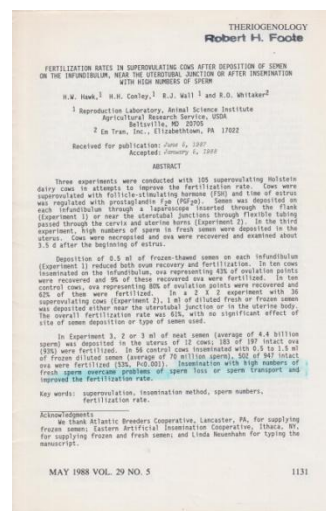 THERIOGENOLOGY
Robert H. Foote
FERTILIZATION RATES IN SUPEROVULATING COWS AFTER DEPOSITION OF SEMEN
ON THE INFUNDIBULUM, NEAR THE UTEROTUBAL JUNCTION OR AFTER INSEMINATION
WITH HIGH NUMBERS OF SPERM
H.W. Hawk,1 H.H. Conley,1 R.J. Wall 1 and R.O. Whitaker2
1 Reproduction Laboratory, Animal Science Institute
Agricultural Research Service, USDA
Beltsville, MD 20705
2 Em Tran, Inc., Elizabethtown, PA 17022
Received for publication: June 1, 1987
Accepted: January 6, 1988
ABSTRACT
Three experiments were conducted with 105 superovulating Holstein
dairy cows in attempts to improve the fertilization rate. Cows were
superovulated with follicle-stimulating hormone (FSH) and time of estrus
was regulated with prostaglandin F2α (PGF2α). Semen was deposited on
each infundibulum through a laparoscope inserted through the flank
(Experiment 1) or near the uterotubal junctions through flexible tubing
passed through the cervix and uterine horns (Experiment 2). In the third
experiment, high numbers of sperm in fresh semen were deposited in the
uterus. Cows were necropsied and ova were recovered and examined about
3.5 d after the beginning of estrus.
Deposition of 0.5 ml of frozen-thawed semen on each infundibulum
(Experiment 1) reduced both ovum recovery and fertilization. In ten cows
inseminated on the infundibulum, ova representing 43% of ovulation points
were recovered and 9% of these recovered ova were fertilized. In ten
control cows, ova representing 80% of ovulation points were recovered and
62% of them were fertilized. In a 2 X 2 experiment with 36
superovulating cows (Experiment 2), 1 ml of diluted fresh or frozen semen
was deposited either near the uterotubal junction or in the uterine body.
The overall fertilization rate was 61%, with no significant effect of
site of semen deposition or type of semen used.
In Experiment 3, 2 or 3 ml of neat semen (average of 4.4 billion
sperm) was deposited in the uterus of 12 cows; 183 of 197 intact ova
(93%) were fertilized. In 56 control cows inseminated with 0.5 to 1.5 ml
of frozen diluted semen (average of 70 million sperm), 502 of 947 intact
ova were fertilized (53%, P<0.001). Insemination with high numbers of
fresh sperm overcame problems of sperm loss or sperm transport and
improved the fertilization rate.
Key words: superovulation, insemination method, sperm numbers,
fertilization rate.
Acknowledgments
We thank Atlantic Breeders Cooperative, Lancaster, PA, for supplying
frozen semen; Eastern Artificial Insemination Cooperative, Ithaca, NY,
for supplying frozen and fresh semen; and Linda Neuenhahn for typing the
manuscript.
MAY 1988 VOL. 29 NO. 5
1131